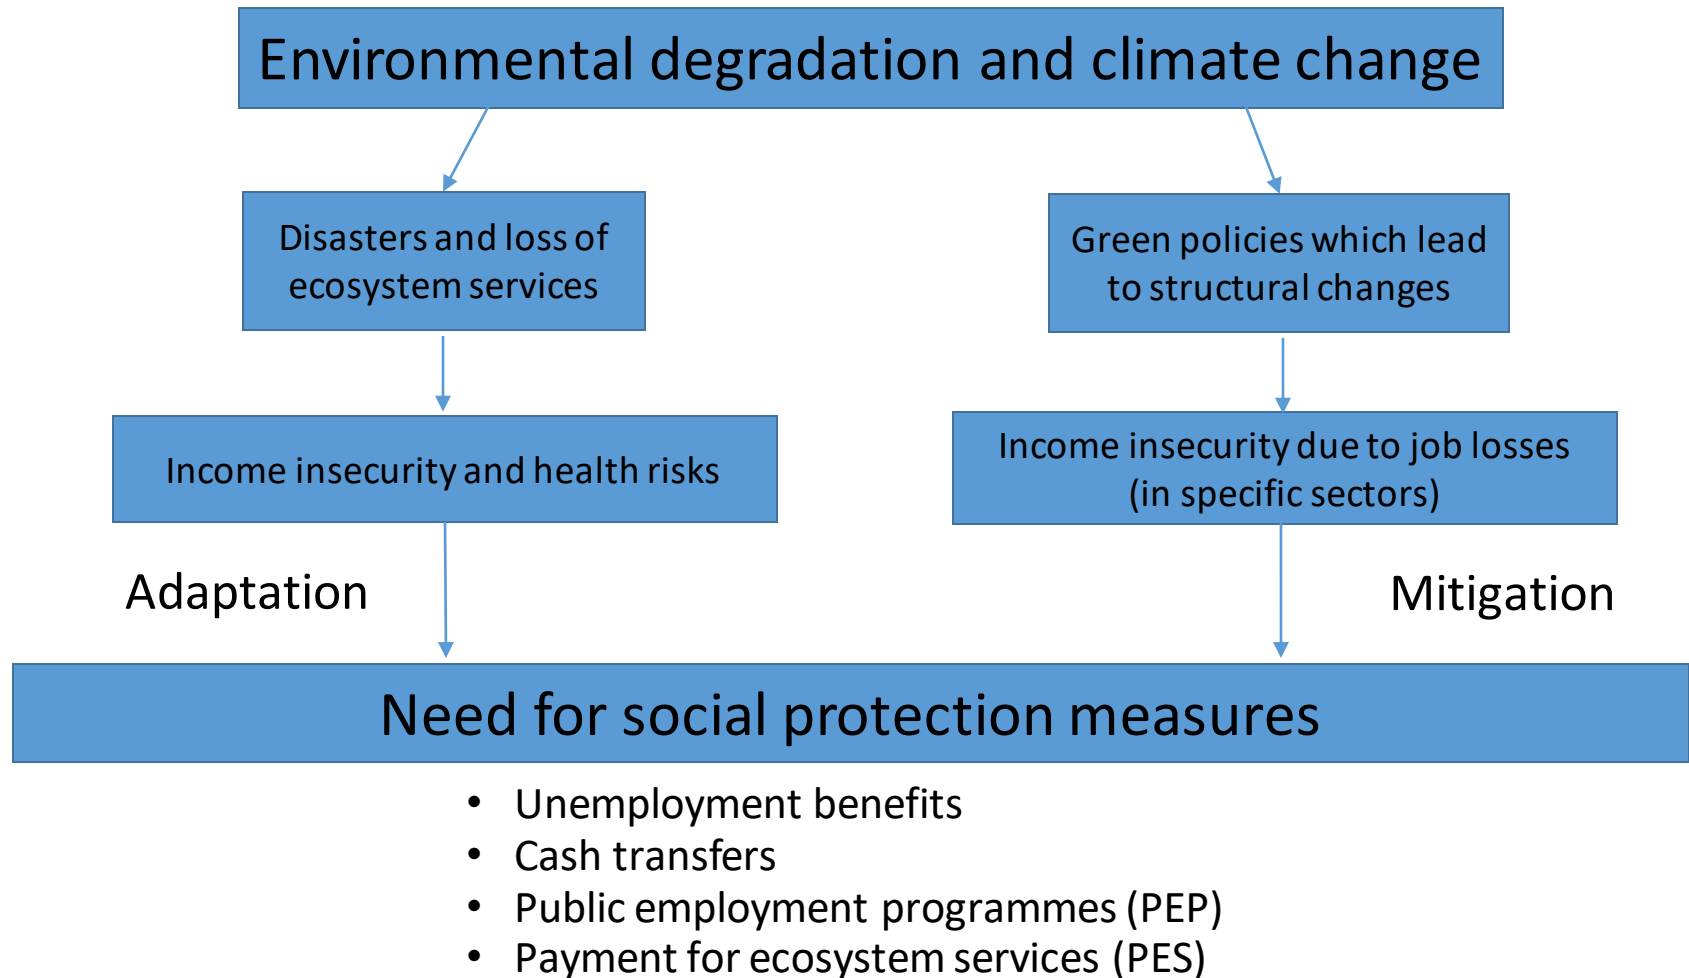 Environmental degradation and climate change
Disasters and loss of
ecosystem services
Green policies which lead
to structural changes
Income insecurity and health risks
Income insecurity due to job losses
(in specific sectors)
Adaptation
Mitigation
Need for social protection measures
• Unemployment benefits
• Cash transfers
• Public employment programmes (PEP)
• Payment for ecosystem services (PES)